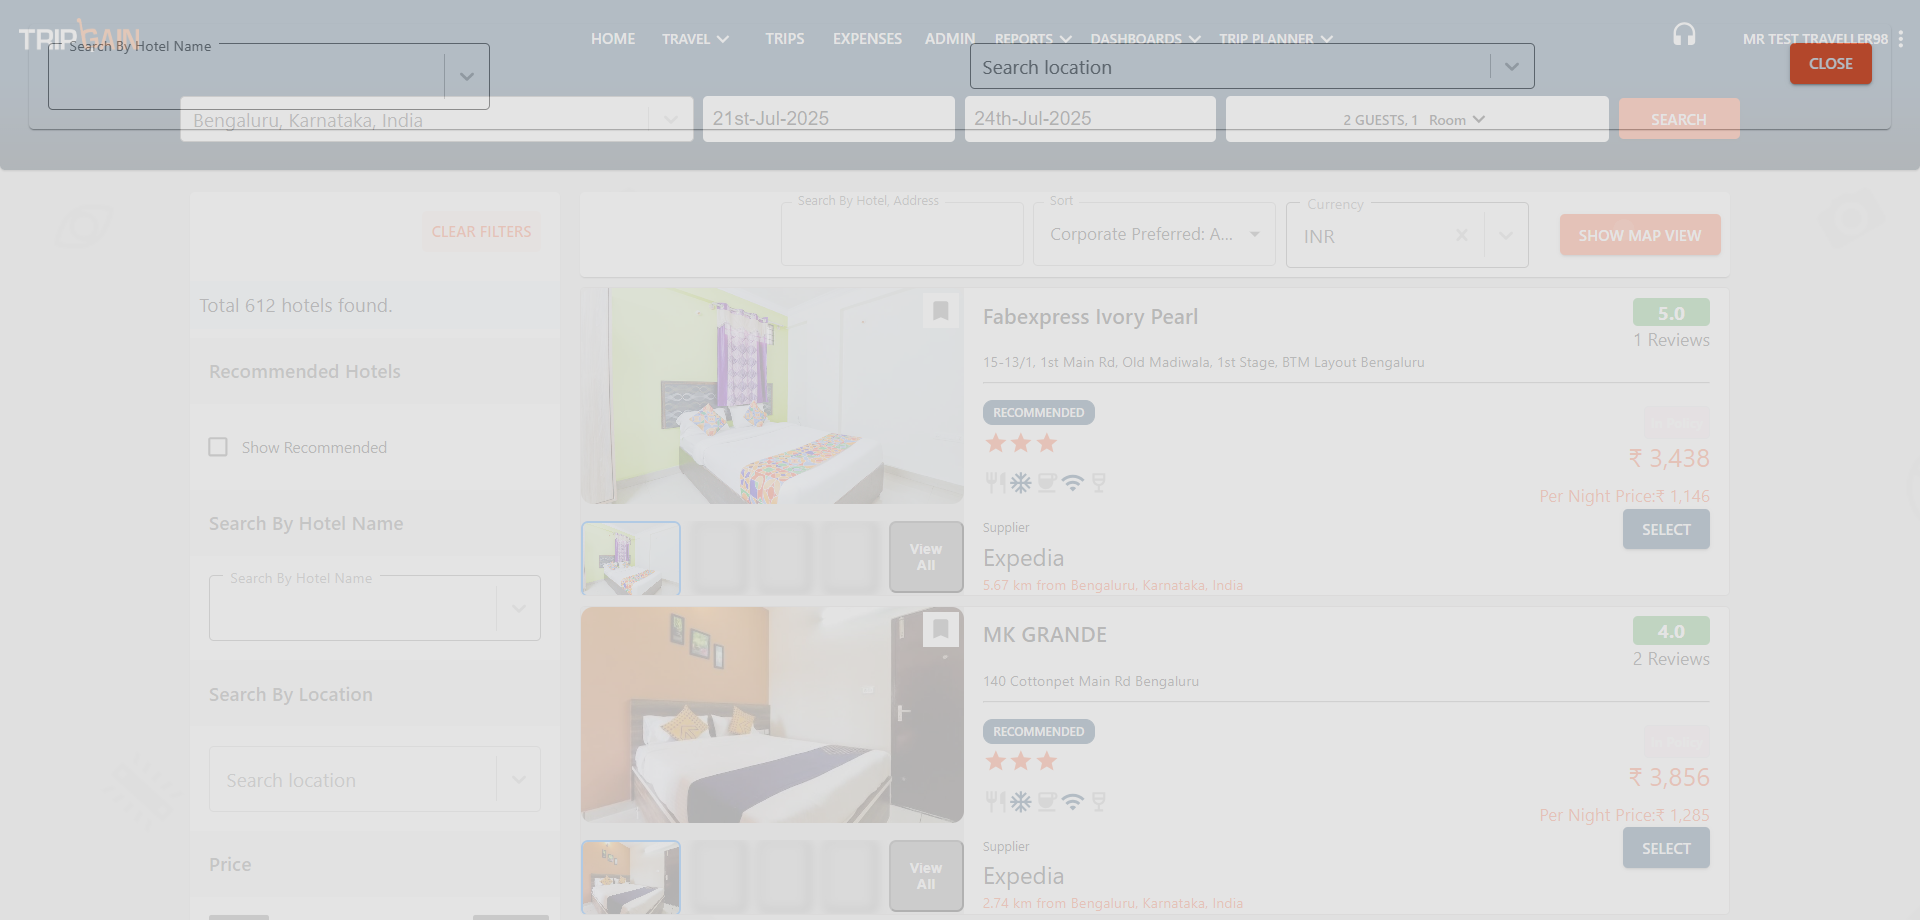 TRIPGAIN
HOME
TRAVEL
TRIPS
EXPENSES
ADMIN
REPORTS
DASHBOARDS
TRIP PLANNER
MR TEST TRAVELLER98
Search By Hotel Name
Search location
CLOSE
Bengaluru, Karnataka, India
21st-Jul-2025
24th-Jul-2025
2 GUESTS, 1 Room
SEARCH
CLEAR FILTERS
Total 612 hotels found.
Recommended Hotels
Show Recommended
Search By Hotel Name
Search By Hotel Name
Search By Location
Search location
Price
Search By Hotel, Address
Sort
Corporate Preferred: A...
Currency
INR
SHOW MAP VIEW
Fabexpress Ivory Pearl
5.0
1 Reviews
15-13/1, 1st Main Rd, Old Madiwala, 1st Stage, BTM Layout Bengaluru
RECOMMENDED
₹ 3,438
Per Night Price:₹ 1,146
SELECT
Supplier
Expedia
5.67 km from Bengaluru, Karnataka, India
View
All
MK GRANDE
4.0
2 Reviews
140 Cottonpet Main Rd Bengaluru
RECOMMENDED
₹ 3,856
Per Night Price:₹ 1,285
SELECT
Supplier
Expedia
2.74 km from Bengaluru, Karnataka, India
View
All